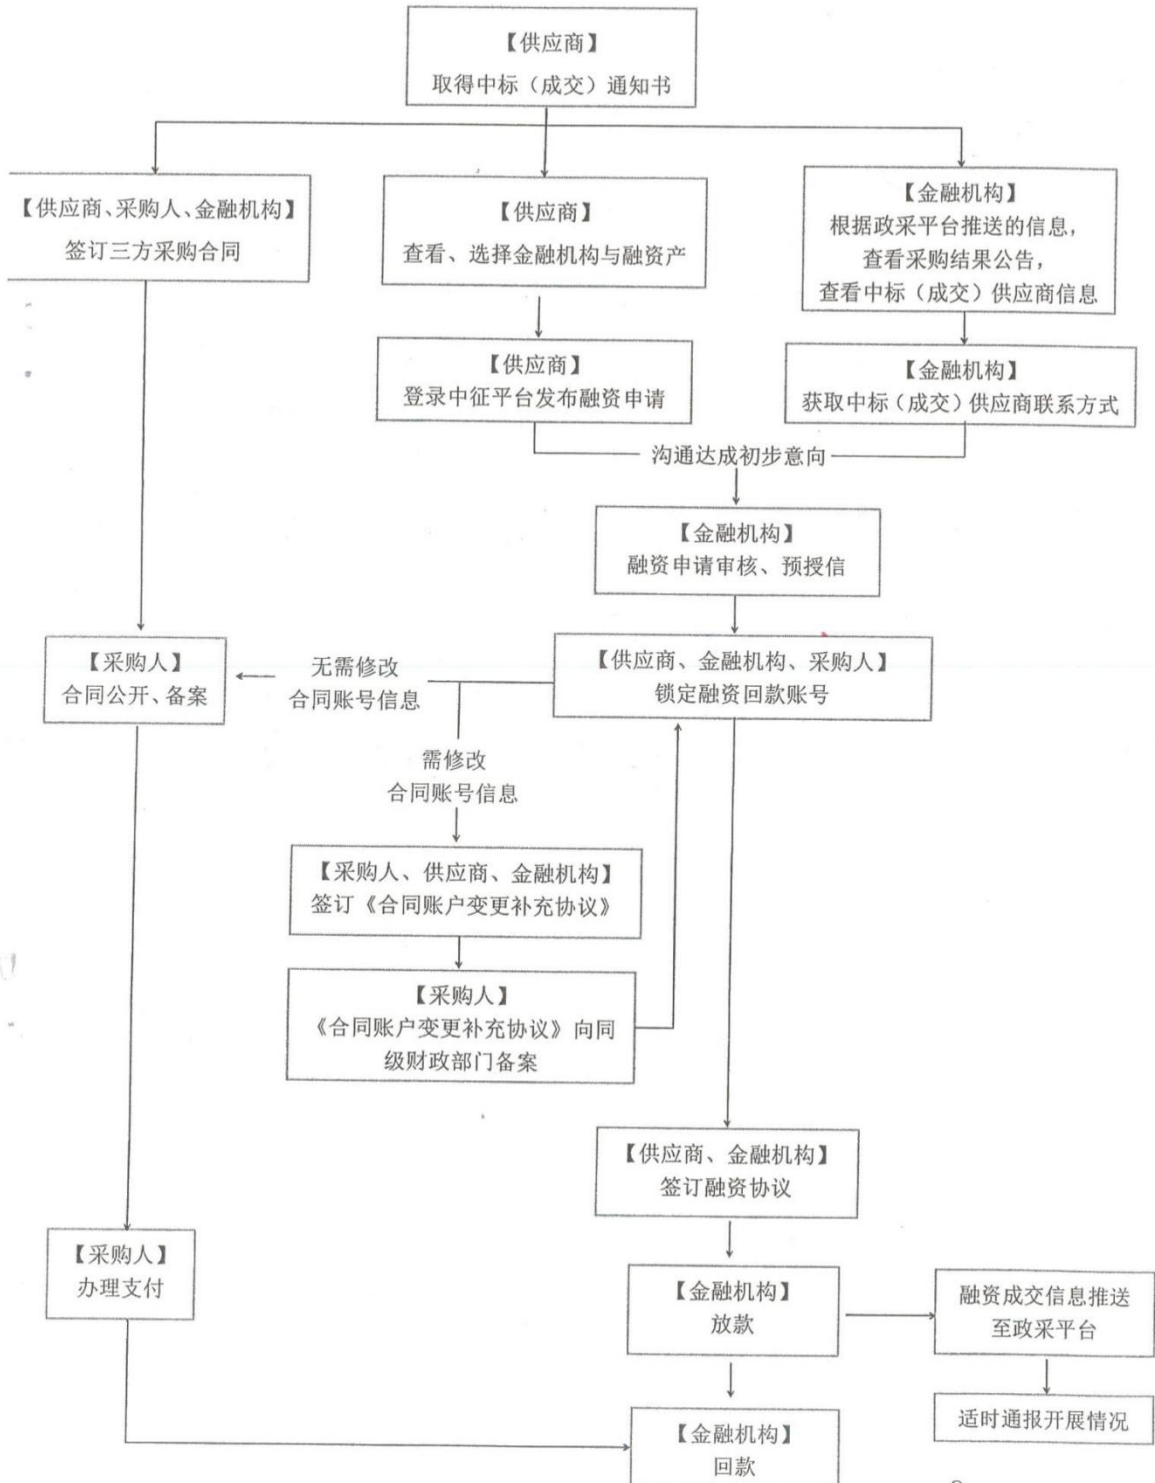 【供应商】
取得中标（成交）通知书
【供应商、采购人、金融机构】
签订三方采购合同
【供应商】
查看、选择金融机构与融资产
【金融机构】
根据政采平台推送的信息，
查看采购结果公告，
查看中标（成交）供应商信息
【供应商】
登录中征平台发布融资申请
【金融机构】
获取中标（成交）供应商联系方式
沟通达成初步意向
【金融机构】
融资申请审核、预授信
【采购人】
合同公开、备案
无需修改
合同账号信息
【供应商、金融机构、采购人】
锁定融资回款账号
需修改
合同账号信息
【采购人、供应商、金融机构】
签订《合同账户变更补充协议》
【采购人】
《合同账户变更补充协议》向同
级财政部门备案
【供应商、金融机构】
签订融资协议
【采购人】
办理支付
【金融机构】
放款
融资成交信息推送
至政采平台
适时通报开展情况
【金融机构】
回款